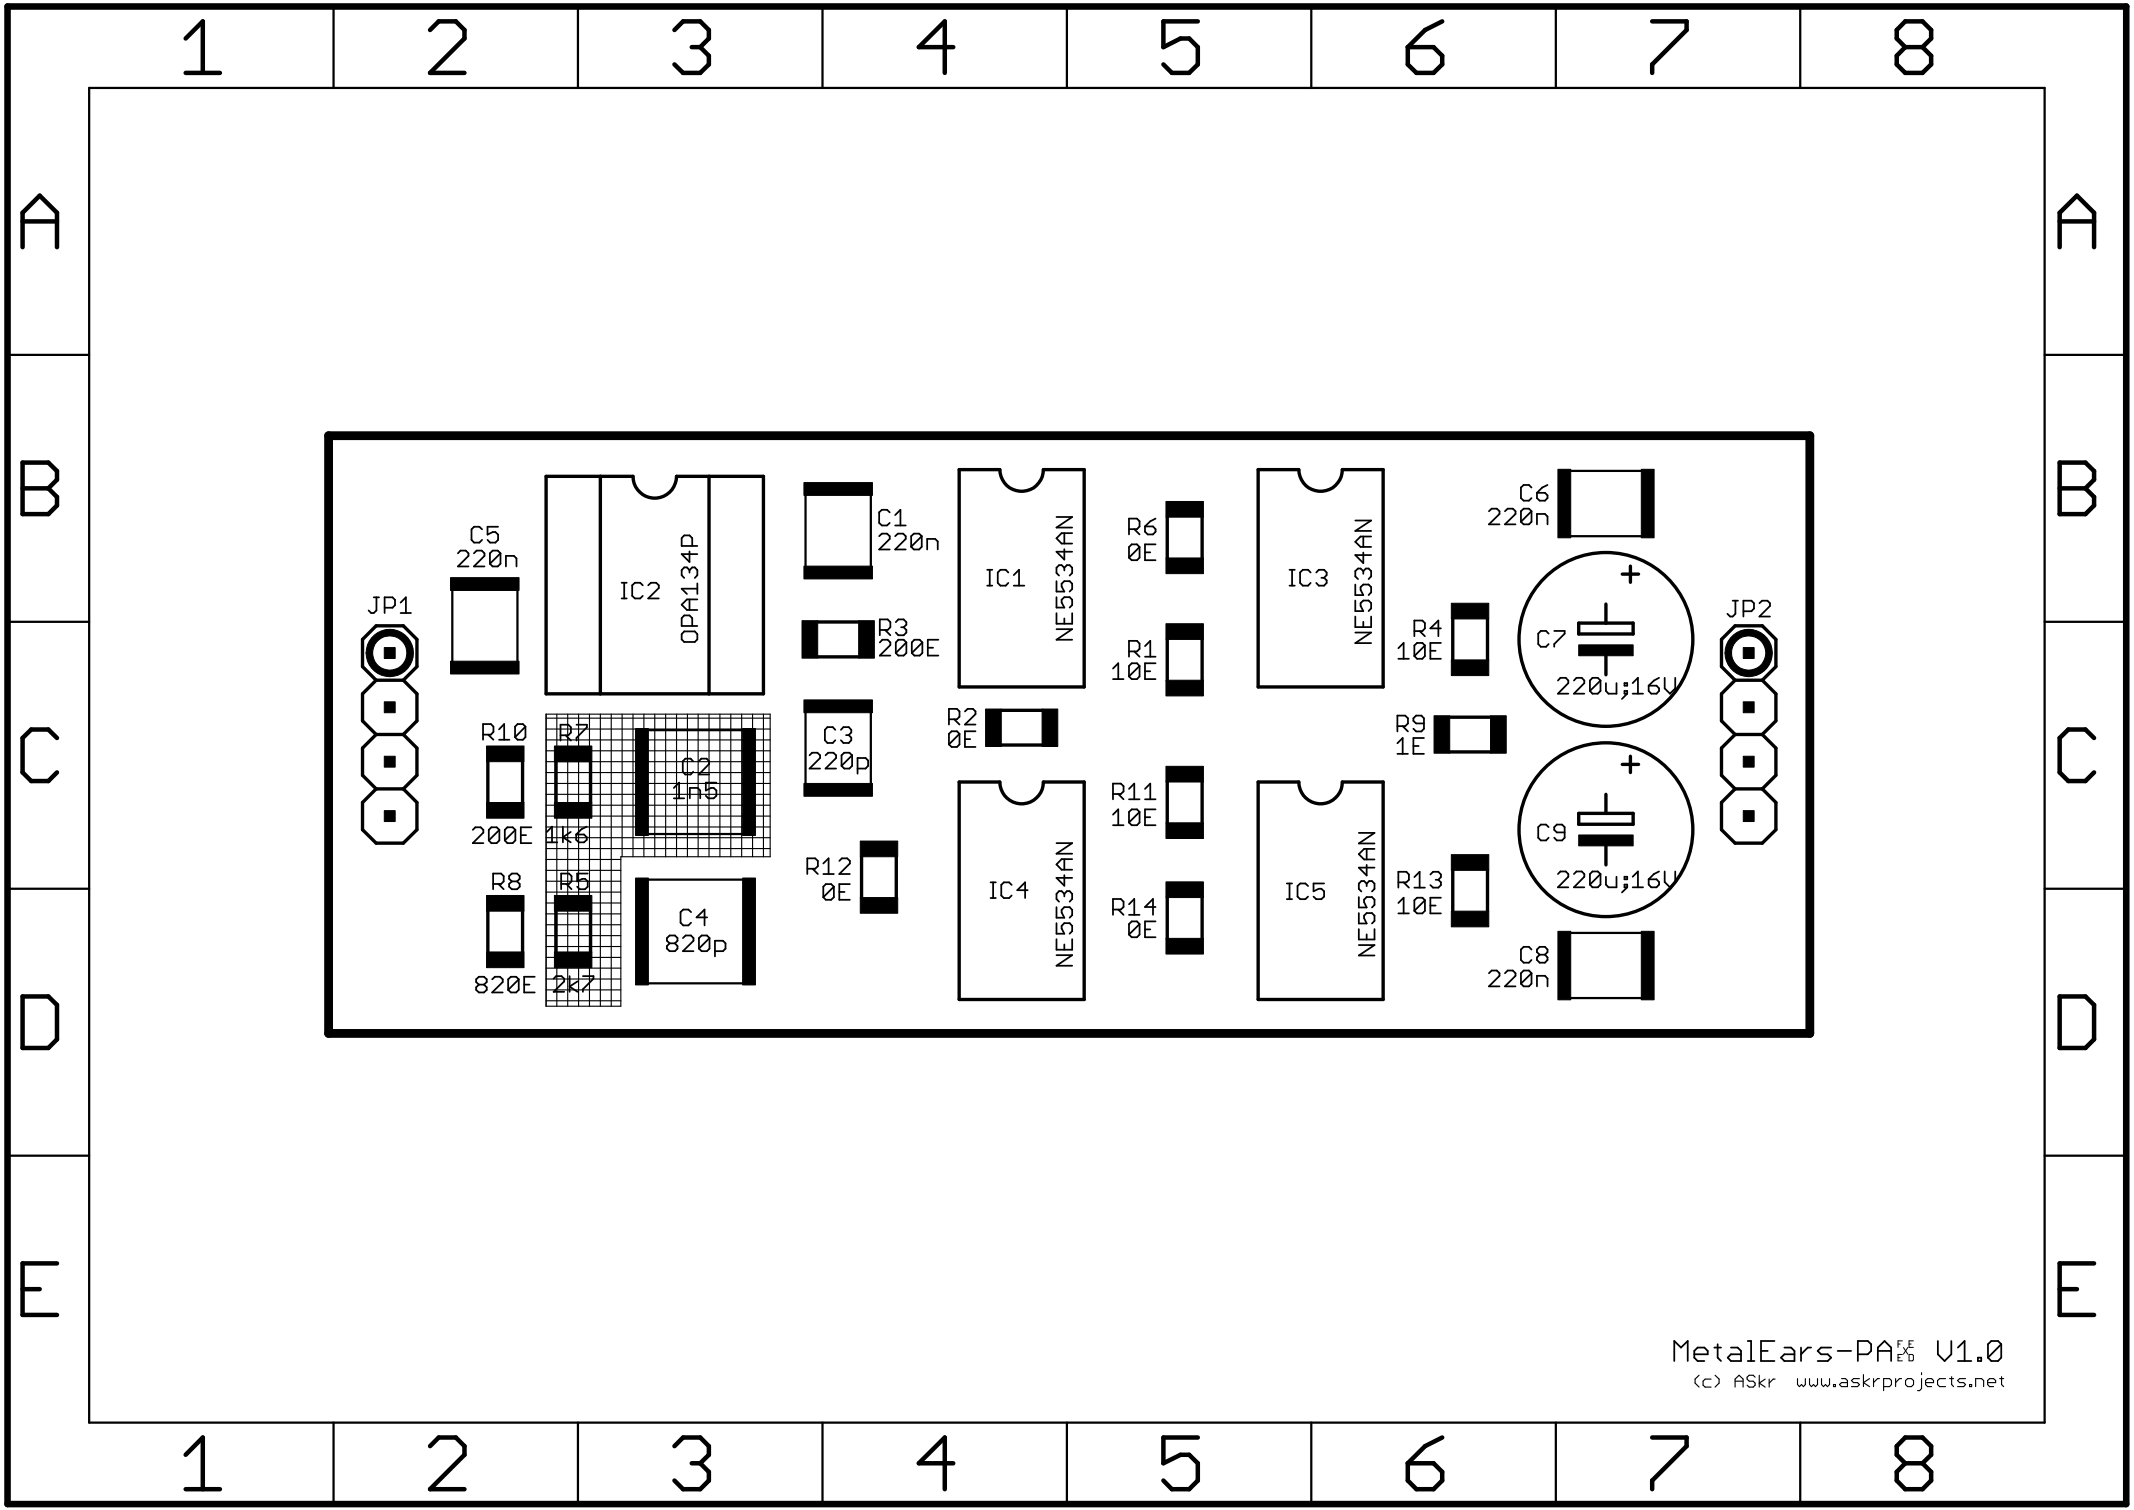 1 2 3 4 5 6 7 8
A A
B B
C C
D D
E E
C5
220n
JP1
IC2
OPA134P
C1
220n
R3
200E
IC1
NE5534AN
R6
0E
R1
10E
IC3
NE5534AN
C6
220n
R4
10E
C7
220u;16V
JP2
R10
200E
R7
1k6
C2
1n5
C3
220p
R2
0E
R9
1E
R11
10E
C9
220u;16V
R8
820E
R5
2k7
C4
820p
R12
0E
IC4
NE5534AN
R14
0E
IC5
NE5534AN
R13
10E
C8
220n
MetalEars-PA V1.0
(c) ASkr www.askrprojects.net
1 2 3 4 5 6 7 8